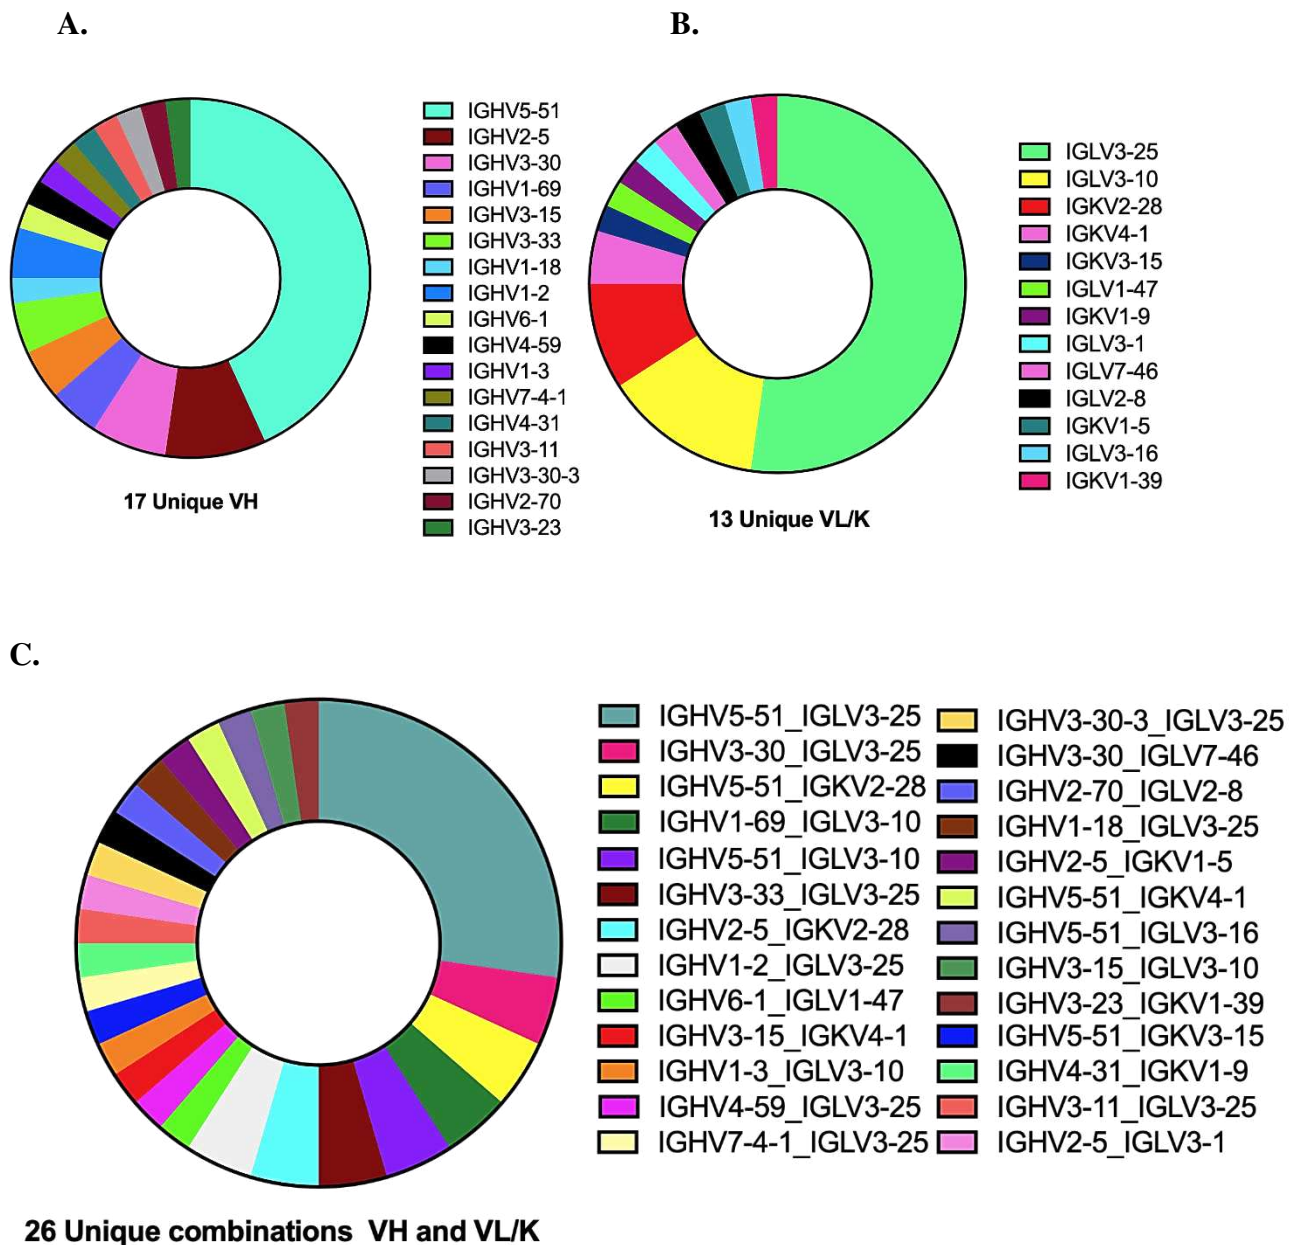 A.
IGHV5-51
IGHV2-5
IGHV3-30
IGHV1-69
IGHV3-15
IGHV3-33
IGHV1-18
IGHV1-2
IGHV6-1
IGHV4-59
IGHV1-3
IGHV7-4-1
IGHV4-31
IGHV3-11
IGHV3-30-3
IGHV2-70
IGHV3-23
17 Unique VH
B.
IGLV3-25
IGLV3-10
IGKV2-28
IGKV4-1
IGKV3-15
IGLV1-47
IGKV1-9
IGLV3-1
IGLV7-46
IGLV2-8
IGKV1-5
IGLV3-16
IGKV1-39
13 Unique VL/K
C.
IGHV5-51_IGLV3-25
IGHV3-30_IGLV3-25
IGHV5-51_IGKV2-28
IGHV1-69_IGLV3-10
IGHV5-51_IGLV3-10
IGHV3-33_IGLV3-25
IGHV2-5_IGKV2-28
IGHV1-2_IGLV3-25
IGHV6-1_IGLV1-47
IGHV3-15_IGKV4-1
IGHV1-3_IGLV3-10
IGHV4-59_IGLV3-25
IGHV7-4-1_IGLV3-25
IGHV3-30-3_IGLV3-25
IGHV3-30_IGLV7-46
IGHV2-70_IGLV2-8
IGHV1-18_IGLV3-25
IGHV2-5_IGKV1-5
IGHV5-51_IGKV4-1
IGHV5-51_IGLV3-16
IGHV3-15_IGLV3-10
IGHV3-23_IGKV1-39
IGHV5-51_IGKV3-15
IGHV4-31_IGKV1-9
IGHV3-11_IGLV3-25
IGHV2-5_IGLV3-1
26 Unique combinations VH and VL/K